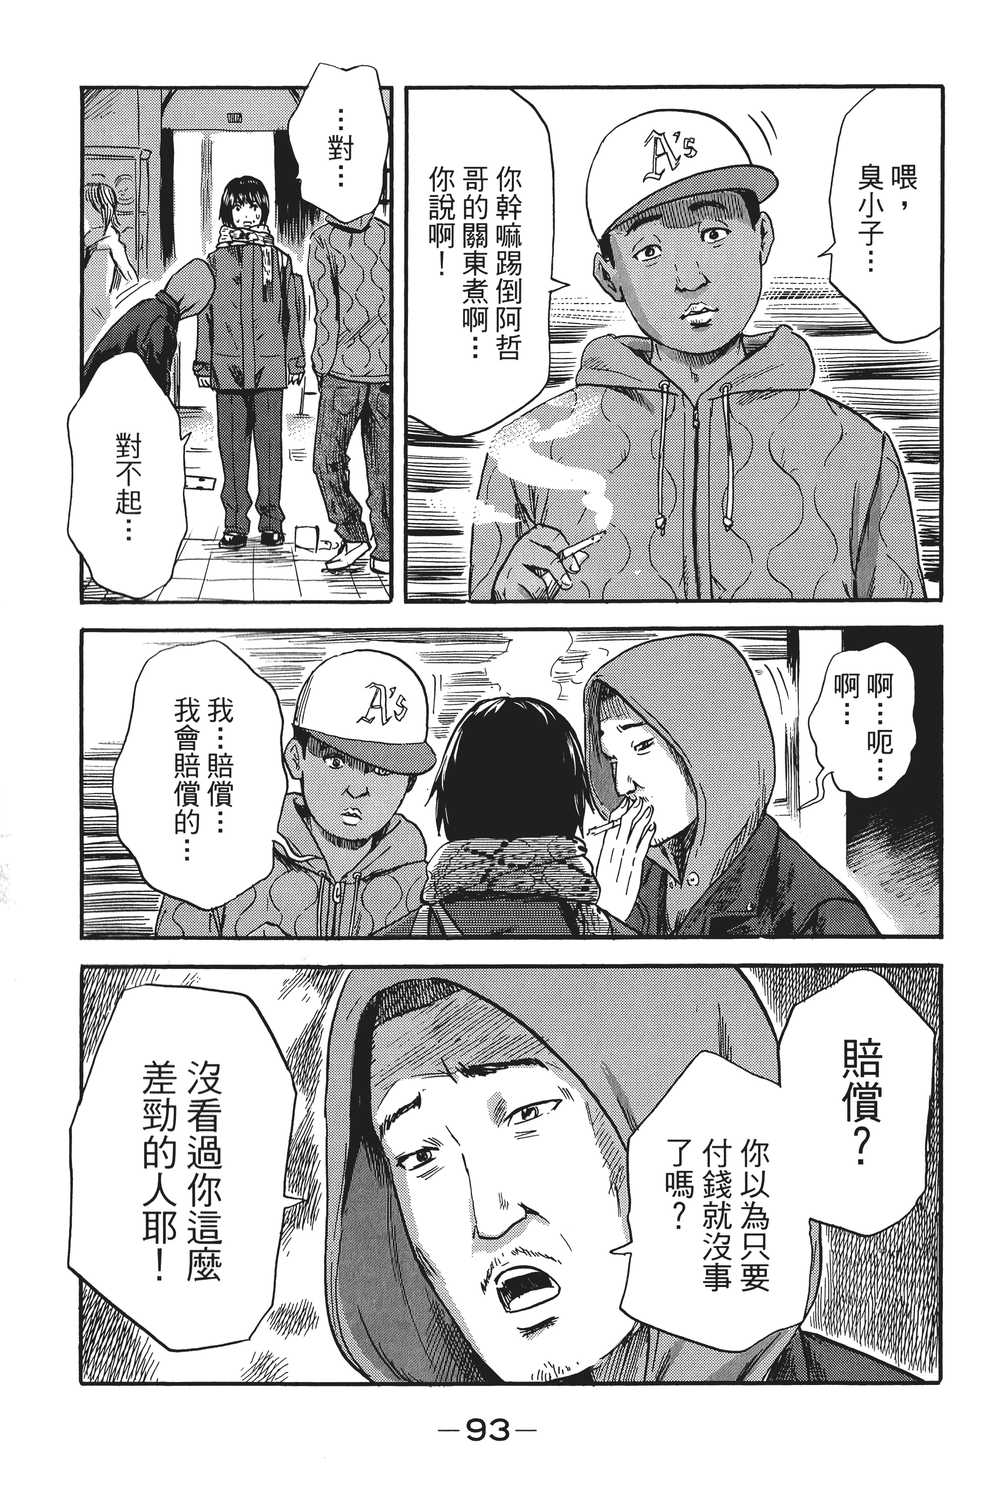 喂，
臭小子…
你幹嘛踢倒阿哲
哥的關東煮啊…
你說啊！
A's
…對…
對不起…
啊…呃…
啊…
A's
我…賠償…
我會賠償的…
賠償？
你以為只要
付錢就沒事
了嗎？
沒看過你這麼
差勁的人耶！
—93—